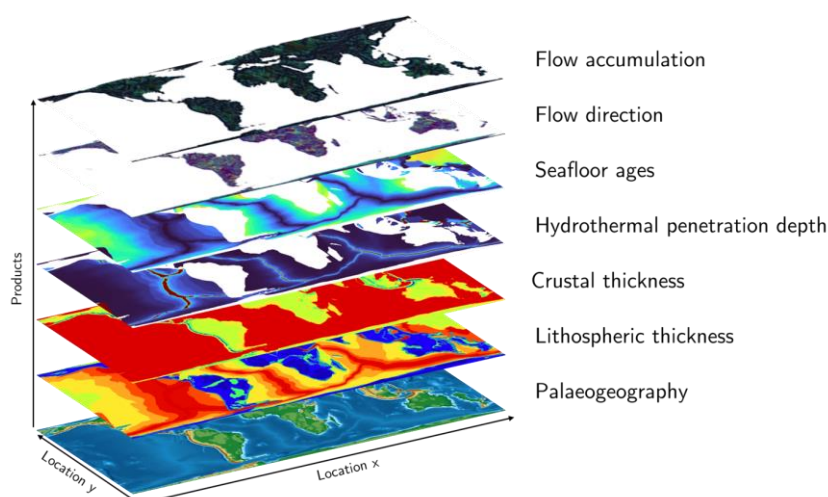 Flow accumulation
Flow direction
Seafloor ages
Hydrothermal penetration depth
Crustal thickness
Lithospheric thickness
Palaeogeography
Products
Location y
Location x